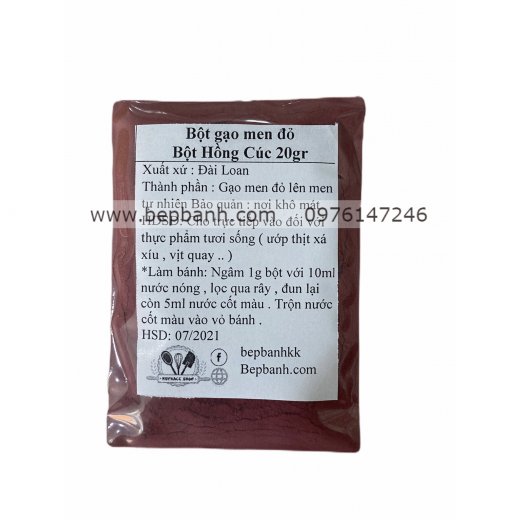 Bột gạo men đỏ
Bột Hồng Cúc 20gr
Xuất xứ : Đài Loan
Thành phần : Gạo men đỏ lên men
tự nhiên Bảo quản : nơi khô mát
www.bepbanh.com 0976147246
HDSD: Cho trực tiếp vào đối với
thực phẩm tươi sống ( ướp thịt xá
xíu , vịt quay .. )
*Làm bánh: Ngâm 1g bột với 10ml
nước nóng , lọc qua rây , đun lại
còn 5ml nước cốt màu . Trộn nước
cốt màu vào vỏ bánh .
HSD: 07/2021
bepbanhkk
Bepbanh.com